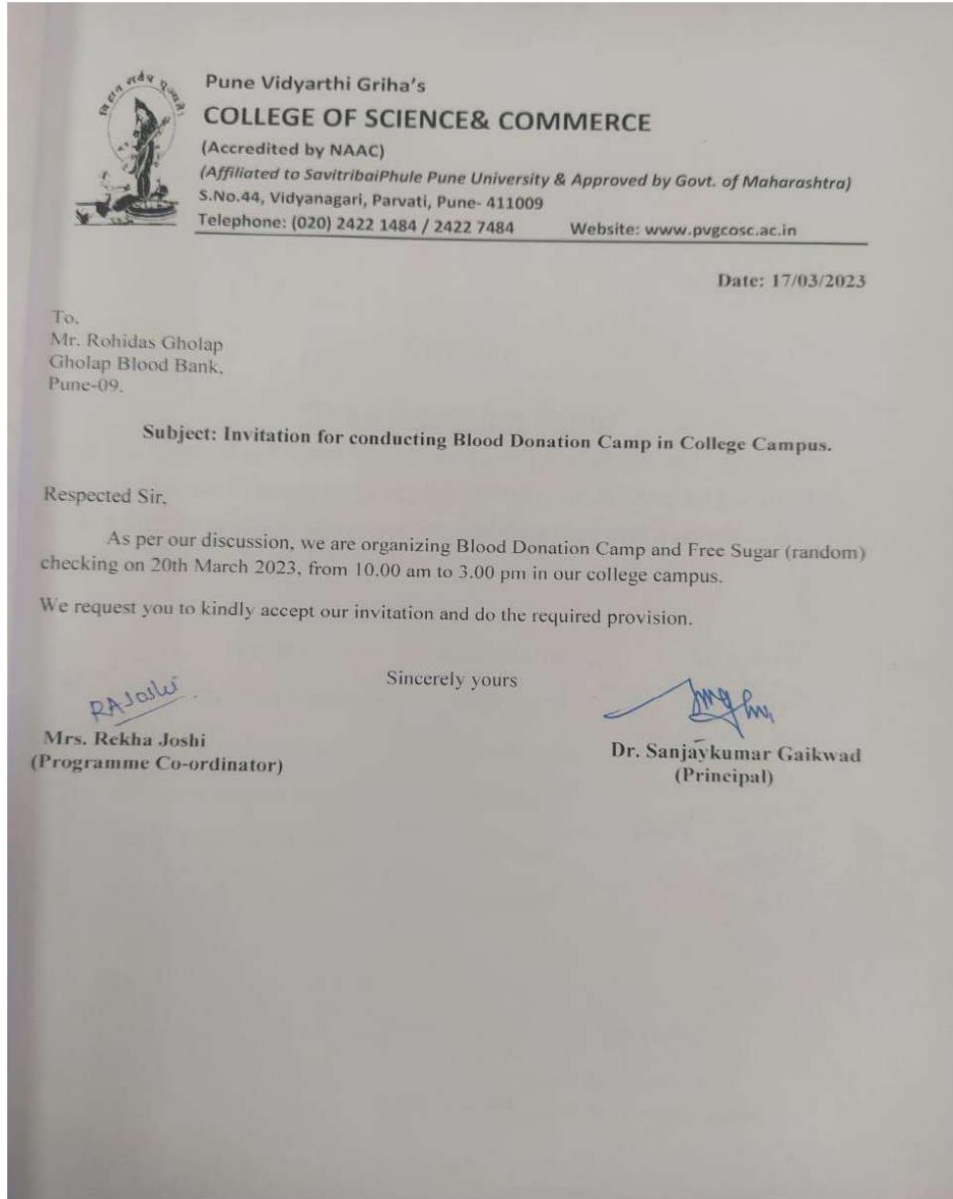 विद्वान सर्वत्र पूज्यते।
Pune Vidyarthi Griha's
COLLEGE OF SCIENCE& COMMERCE
(Accredited by NAAC)
(Affiliated to SavitribaiPhule Pune University & Approved by Govt. of Maharashtra)
S.No.44, Vidyanagari, Parvati, Pune- 411009
Telephone: (020) 2422 1484 / 2422 7484 Website: www.pvgcosc.ac.in
Date: 17/03/2023
To,
Mr. Rohidas Gholap
Gholap Blood Bank,
Pune-09.
Subject: Invitation for conducting Blood Donation Camp in College Campus.
Respected Sir,
As per our discussion, we are organizing Blood Donation Camp and Free Sugar (random)
checking on 20th March 2023, from 10.00 am to 3.00 pm in our college campus.
We request you to kindly accept our invitation and do the required provision.
Sincerely yours
RAJoshi
Mrs. Rekha Joshi
(Programme Co-ordinator)
Dr. Sanjaykumar Gaikwad
(Principal)